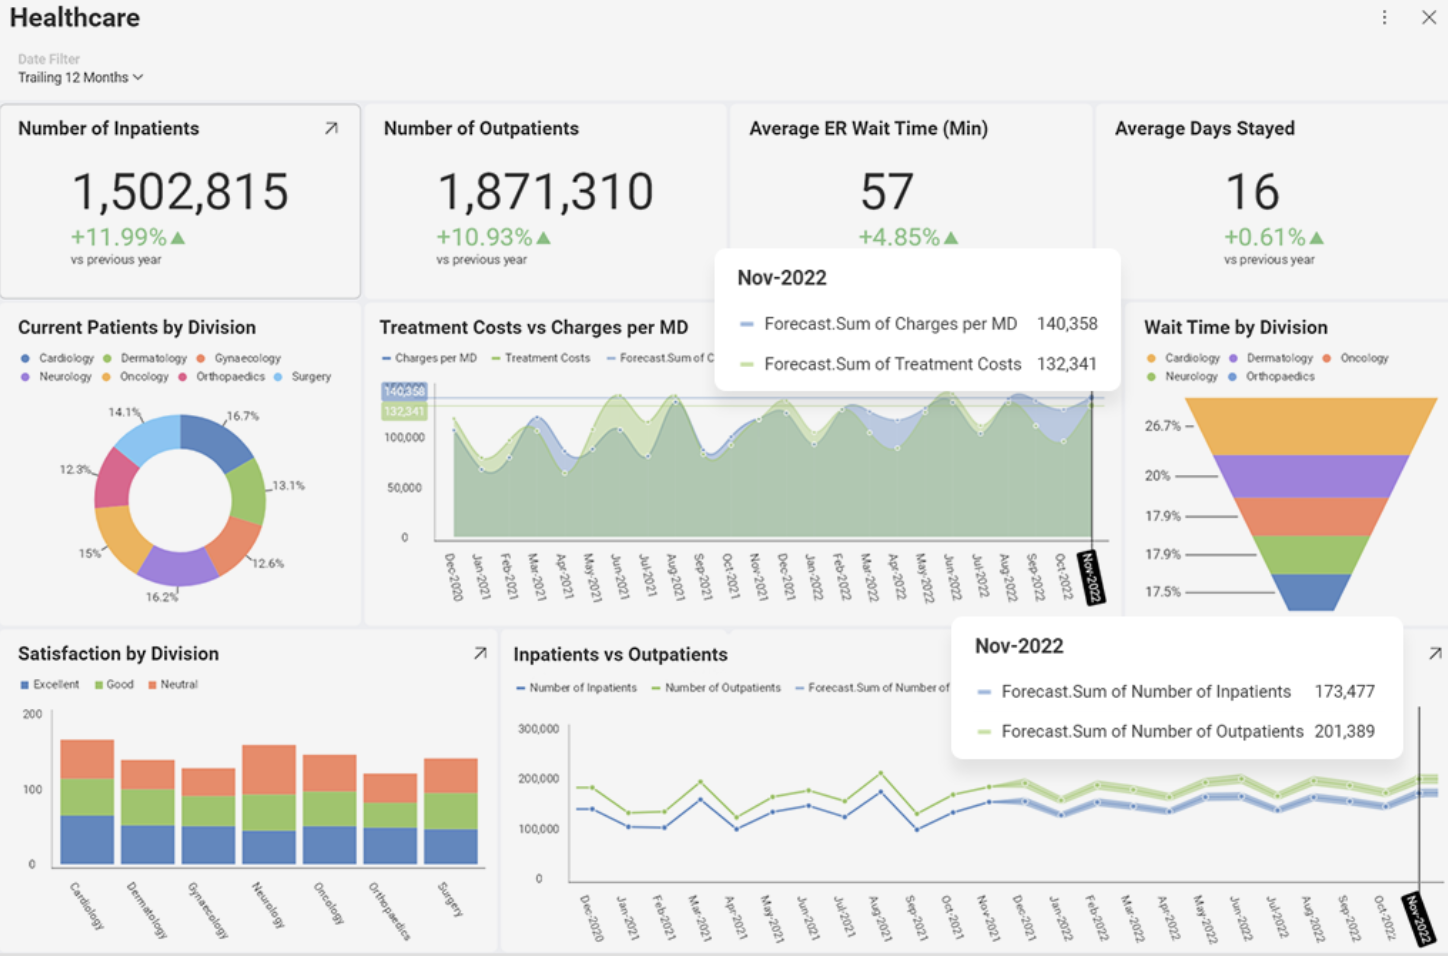 Healthcare
Date Filter
Trailing 12 Months
Number of Inpatients
1,502,815
+11.99%
vs previous year
Number of Outpatients
1,871,310
+10.93%
vs previous year
Average ER Wait Time (Min)
57
+4.85%
Average Days Stayed
16
+0.61%
vs previous year
Current Patients by Division
Cardiology Dermatology Gynaecology
Neurology Oncology Orthopaedics Surgery
14.1%
16.7%
12.3%
13.1%
15%
12.6%
16.2%
Treatment Costs vs Charges per MD
Charges per MD Treatment Costs Forecast.Sum of C
Nov-2022
Forecast.Sum of Charges per MD 140,358
Forecast.Sum of Treatment Costs 132,341
140,358
132,341
100,000
50,000
0
Dec-2020
Jan-2021
Feb-2021
Mar-2021
Apr-2021
May-2021
Jun-2021
Jul-2021
Aug-2021
Sep-2021
Oct-2021
Nov-2021
Dec-2021
Jan-2022
Feb-2022
Mar-2022
Apr-2022
May-2022
Jun-2022
Jul-2022
Aug-2022
Sep-2022
Oct-2022
Nov-2022
Wait Time by Division
Cardiology Dermatology Oncology
Neurology Orthopaedics
26.7%
20%
17.9%
17.9%
17.5%
Satisfaction by Division
Excellent Good Neutral
200
100
0
Cardiology
Dermatology
Gynaecology
Neurology
Oncology
Orthopaedics
Surgery
Inpatients vs Outpatients
Number of Inpatients Number of Outpatients Forecast.Sum of Number of
Nov-2022
Forecast.Sum of Number of Inpatients 173,477
Forecast.Sum of Number of Outpatients 201,389
300,000
200,000
100,000
0
Dec-2020
Jan-2021
Feb-2021
Mar-2021
Apr-2021
May-2021
Jun-2021
Jul-2021
Aug-2021
Sep-2021
Oct-2021
Nov-2021
Dec-2021
Jan-2022
Feb-2022
Mar-2022
Apr-2022
May-2022
Jun-2022
Jul-2022
Aug-2022
Sep-2022
Oct-2022
Nov-2022